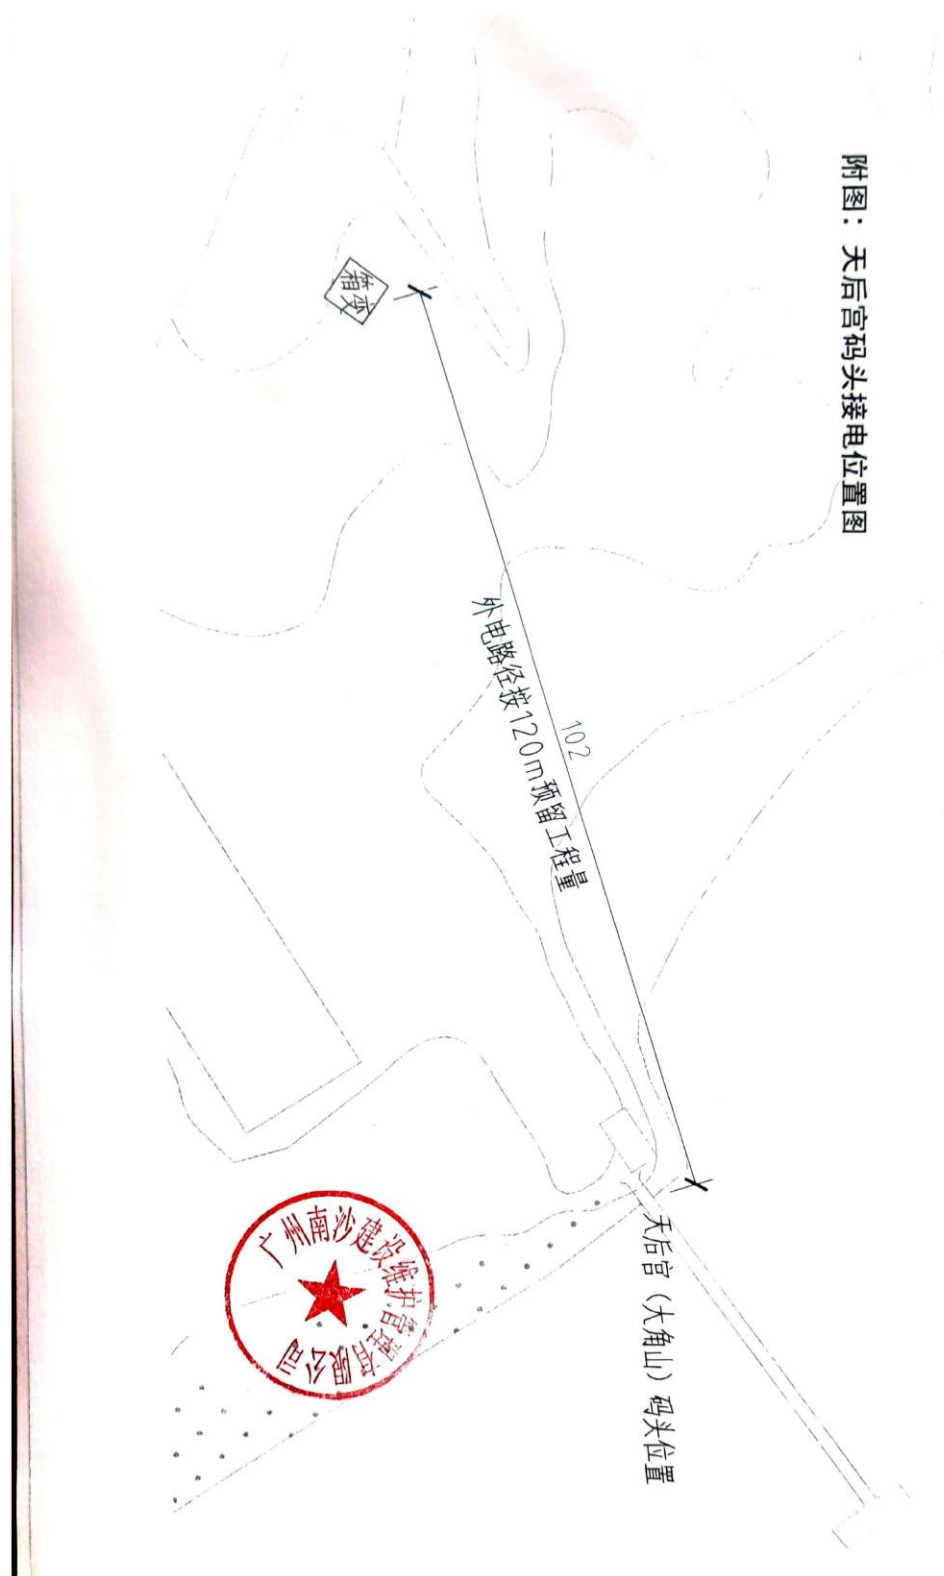 附图：天后宫码头接电位置图
箱变
102
外电路径按120m预留工程量
天后宫（大角山）码头位置
广州南沙建设维护管理有限公司